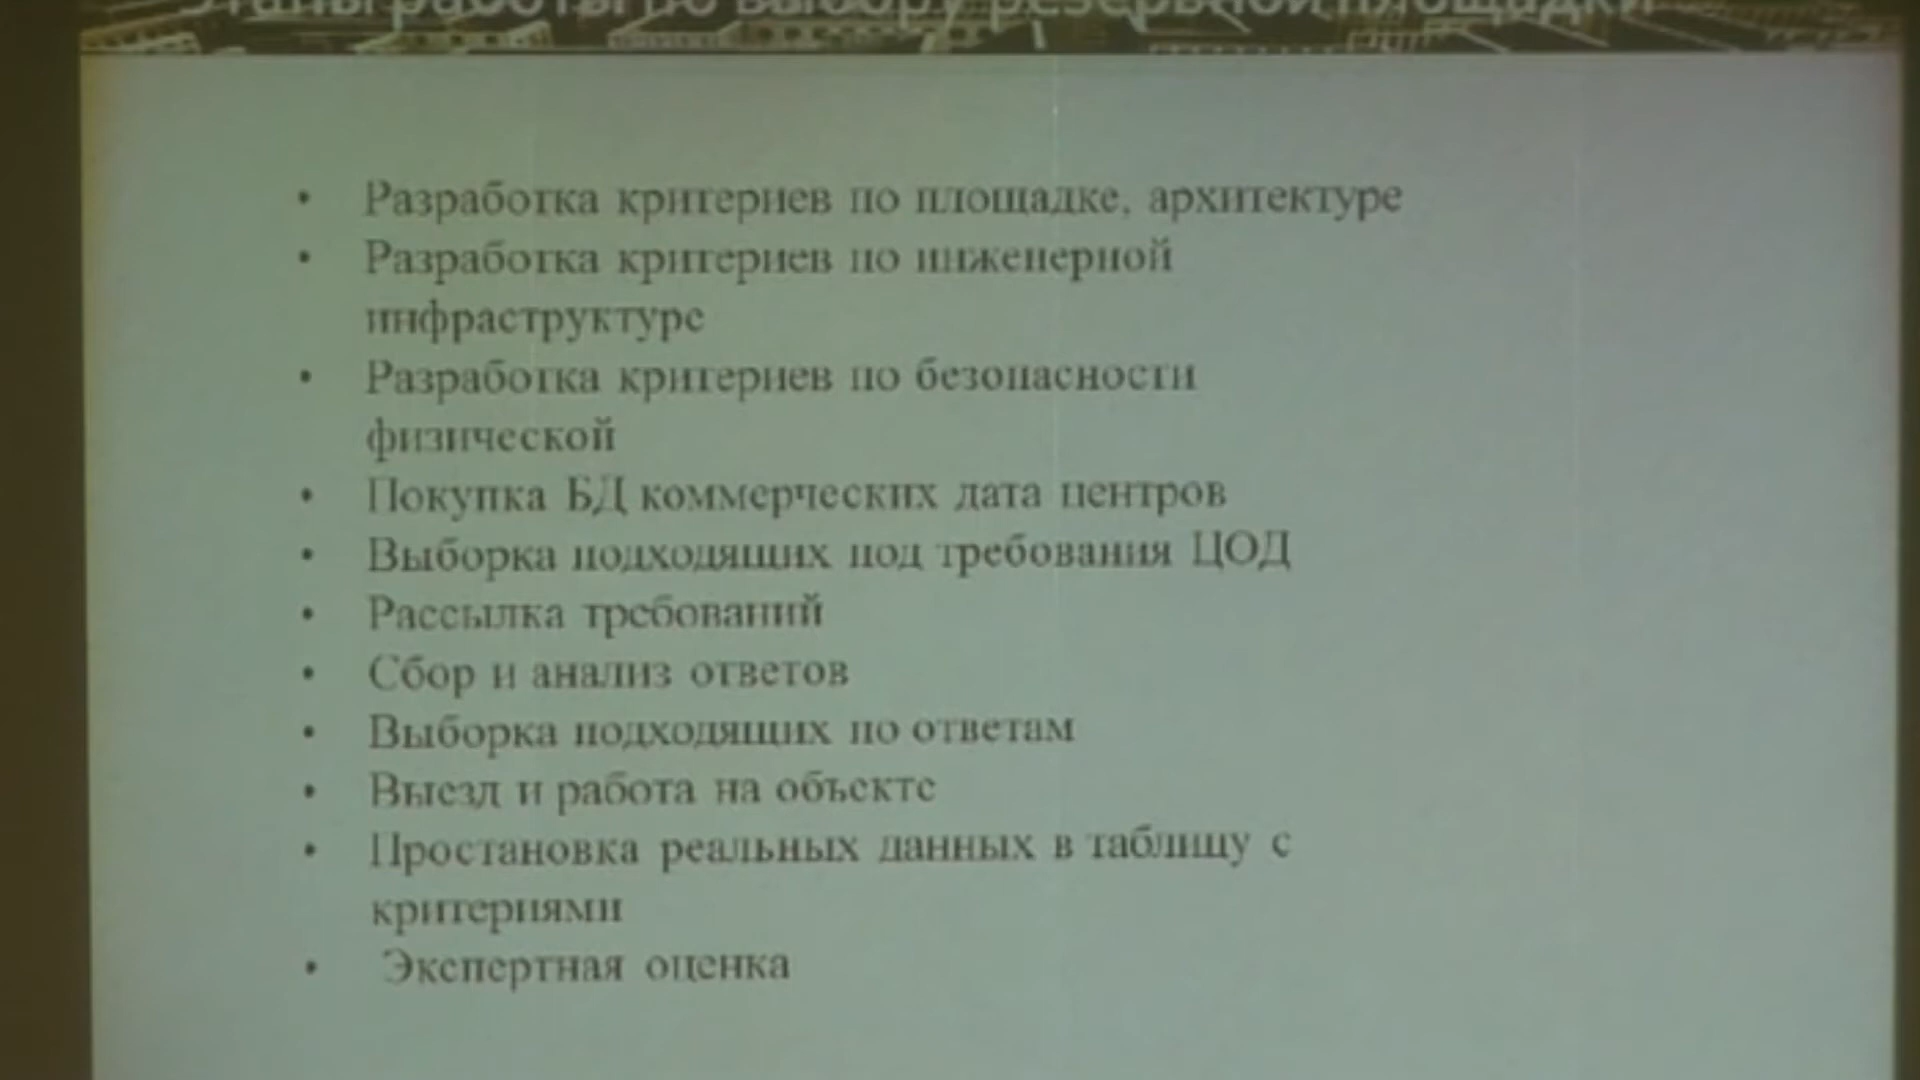 Этапы работы по выбору резервной площадки
• Разработка критериев по площадке, архитектуре
• Разработка критериев по инженерной
инфраструктуре
• Разработка критериев по безопасности
физической
• Покупка БД коммерческих дата центров
• Выборка подходящих под требования ЦОД
• Рассылка требований
• Сбор и анализ ответов
• Выборка подходящих по ответам
• Выезд и работа на объекте
• Простановка реальных данных в таблицу с
критериями
• Экспертная оценка